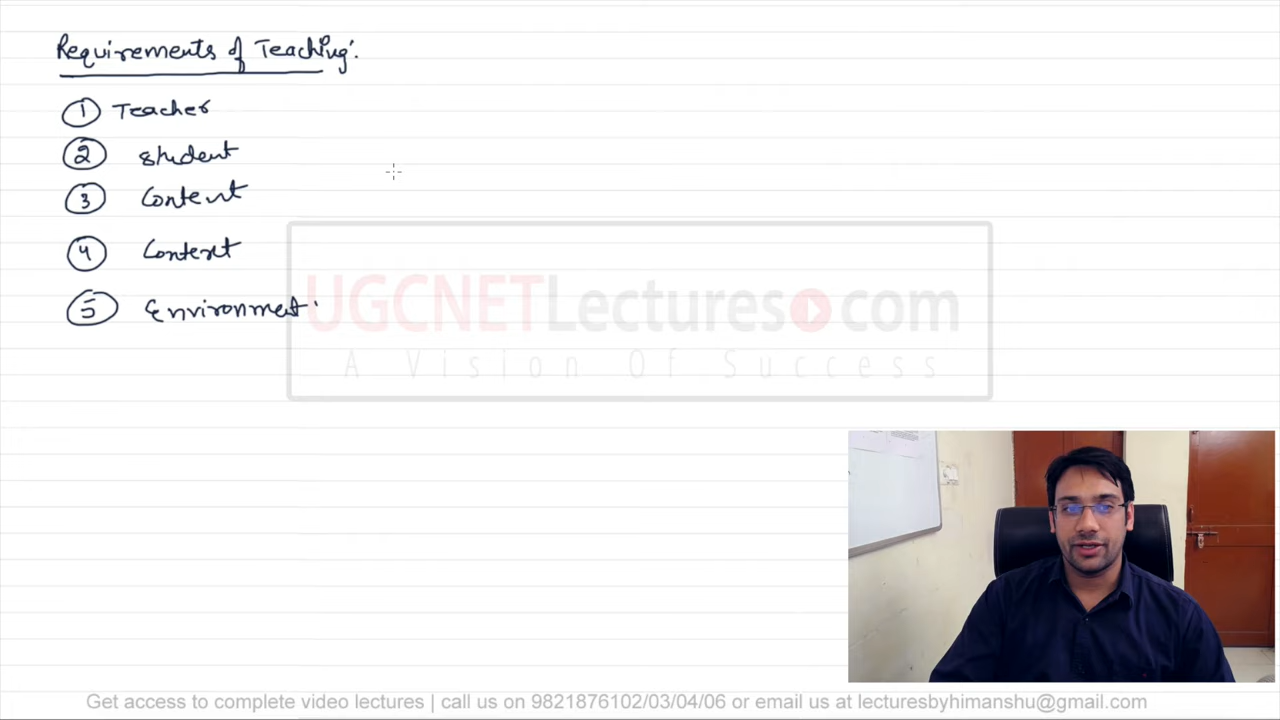 Requirements of Teaching:
1 Teacher
2 Student
3 Content
4 Context
5 Environment.
UGCNETLectures.com
A Vision Of Success
Get access to complete video lectures | call us on 9821876102/03/04/06 or email us at lecturesbyhimanshu@gmail.com